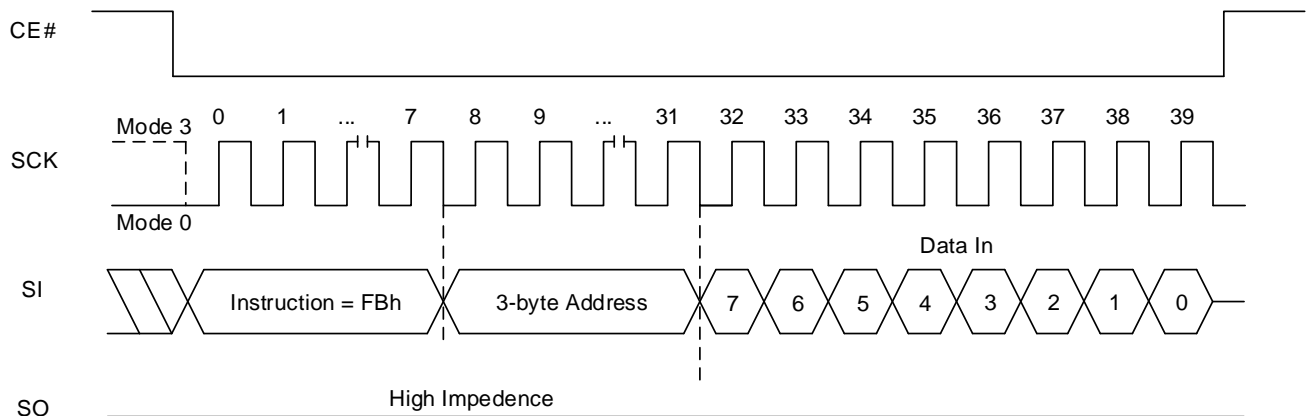 CE#
0 1 ... 7 8 9 ... 31 32 33 34 35 36 37 38 39
Mode 3
SCK
Mode 0
Data In
SI
Instruction = FBh 3-byte Address 7 6 5 4 3 2 1 0
High Impedence
SO